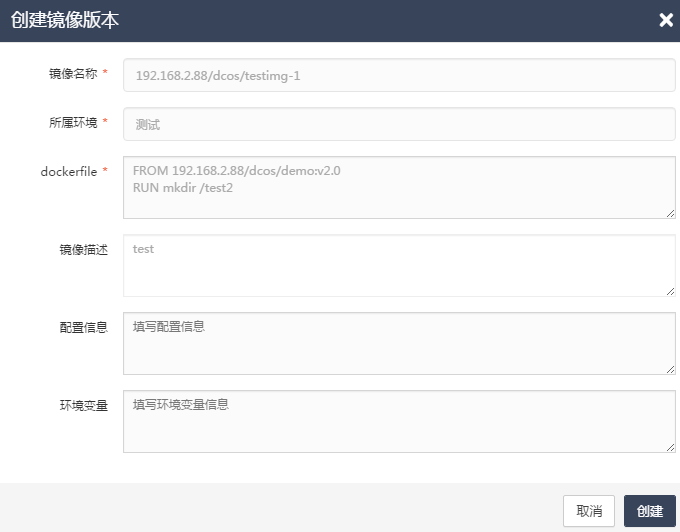 创建镜像版本
镜像名称 *
192.168.2.88/dcos/testimg-1
所属环境 *
测试
dockerfile *
FROM 192.168.2.88/dcos/demo:v2.0
RUN mkdir /test2
镜像描述
test
配置信息
填写配置信息
环境变量
填写环境变量信息
取消
创建